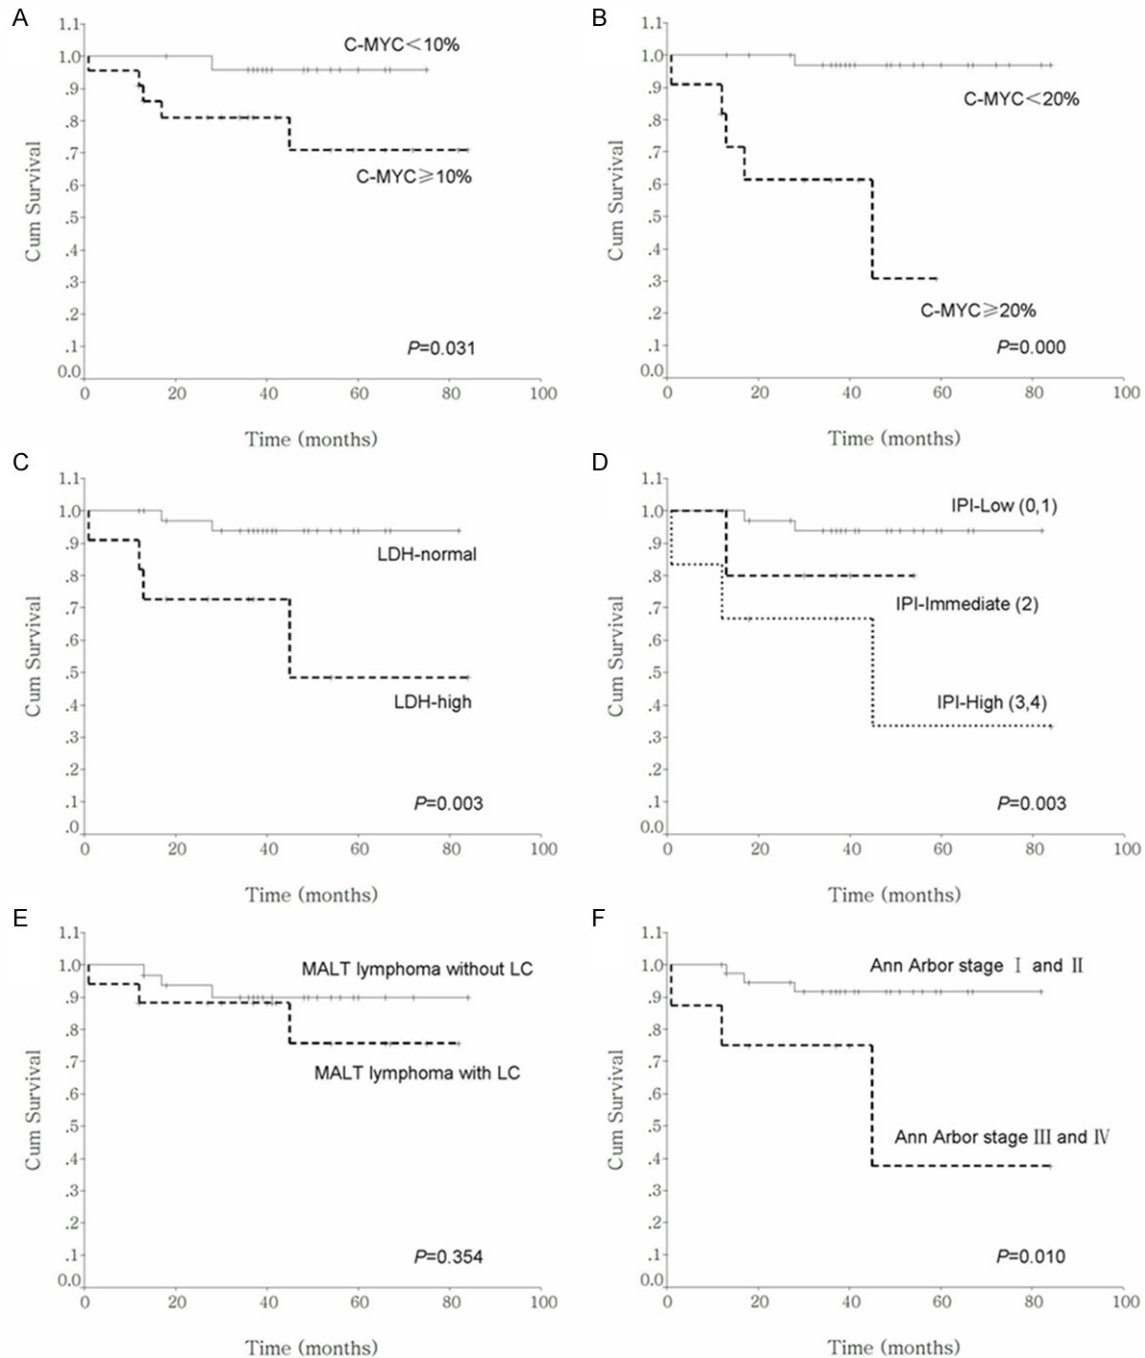 A
1.1
1.0
.9
.8
.7
.6
.5
.4
.3
.2
.1
0.0
Cum Survival
C-MYC<10%
C-MYC≥10%
P=0.031
0 20 40 60 80 100
Time (months)
B
1.1
1.0
.9
.8
.7
.6
.5
.4
.3
.2
.1
0.0
Cum Survival
C-MYC<20%
C-MYC≥20%
P=0.000
0 20 40 60 80 100
Time (months)
C
1.1
1.0
.9
.8
.7
.6
.5
.4
.3
.2
.1
.0
Cum Survival
LDH-normal
LDH-high
P=0.003
0 20 40 60 80 100
Time (months)
D
1.1
1.0
.9
.8
.7
.6
.5
.4
.3
.2
.1
0.0
Cum Survival
IPI-Low (0,1)
IPI-Immediate (2)
IPI-High (3,4)
P=0.003
0 20 40 60 80 100
Time (months)
E
1.1
1.0
.9
.8
.7
.6
.5
.4
.3
.2
.1
0.0
Cum Survival
MALT lymphoma without LC
MALT lymphoma with LC
P=0.354
0 20 40 60 80 100
Time (months)
F
1.1
1.0
.9
.8
.7
.6
.5
.4
.3
.2
.1
0.0
Cum Survival
Ann Arbor stage Ⅰ and Ⅱ
Ann Arbor stage Ⅲ and Ⅳ
P=0.010
0 20 40 60 80 100
Time (months)